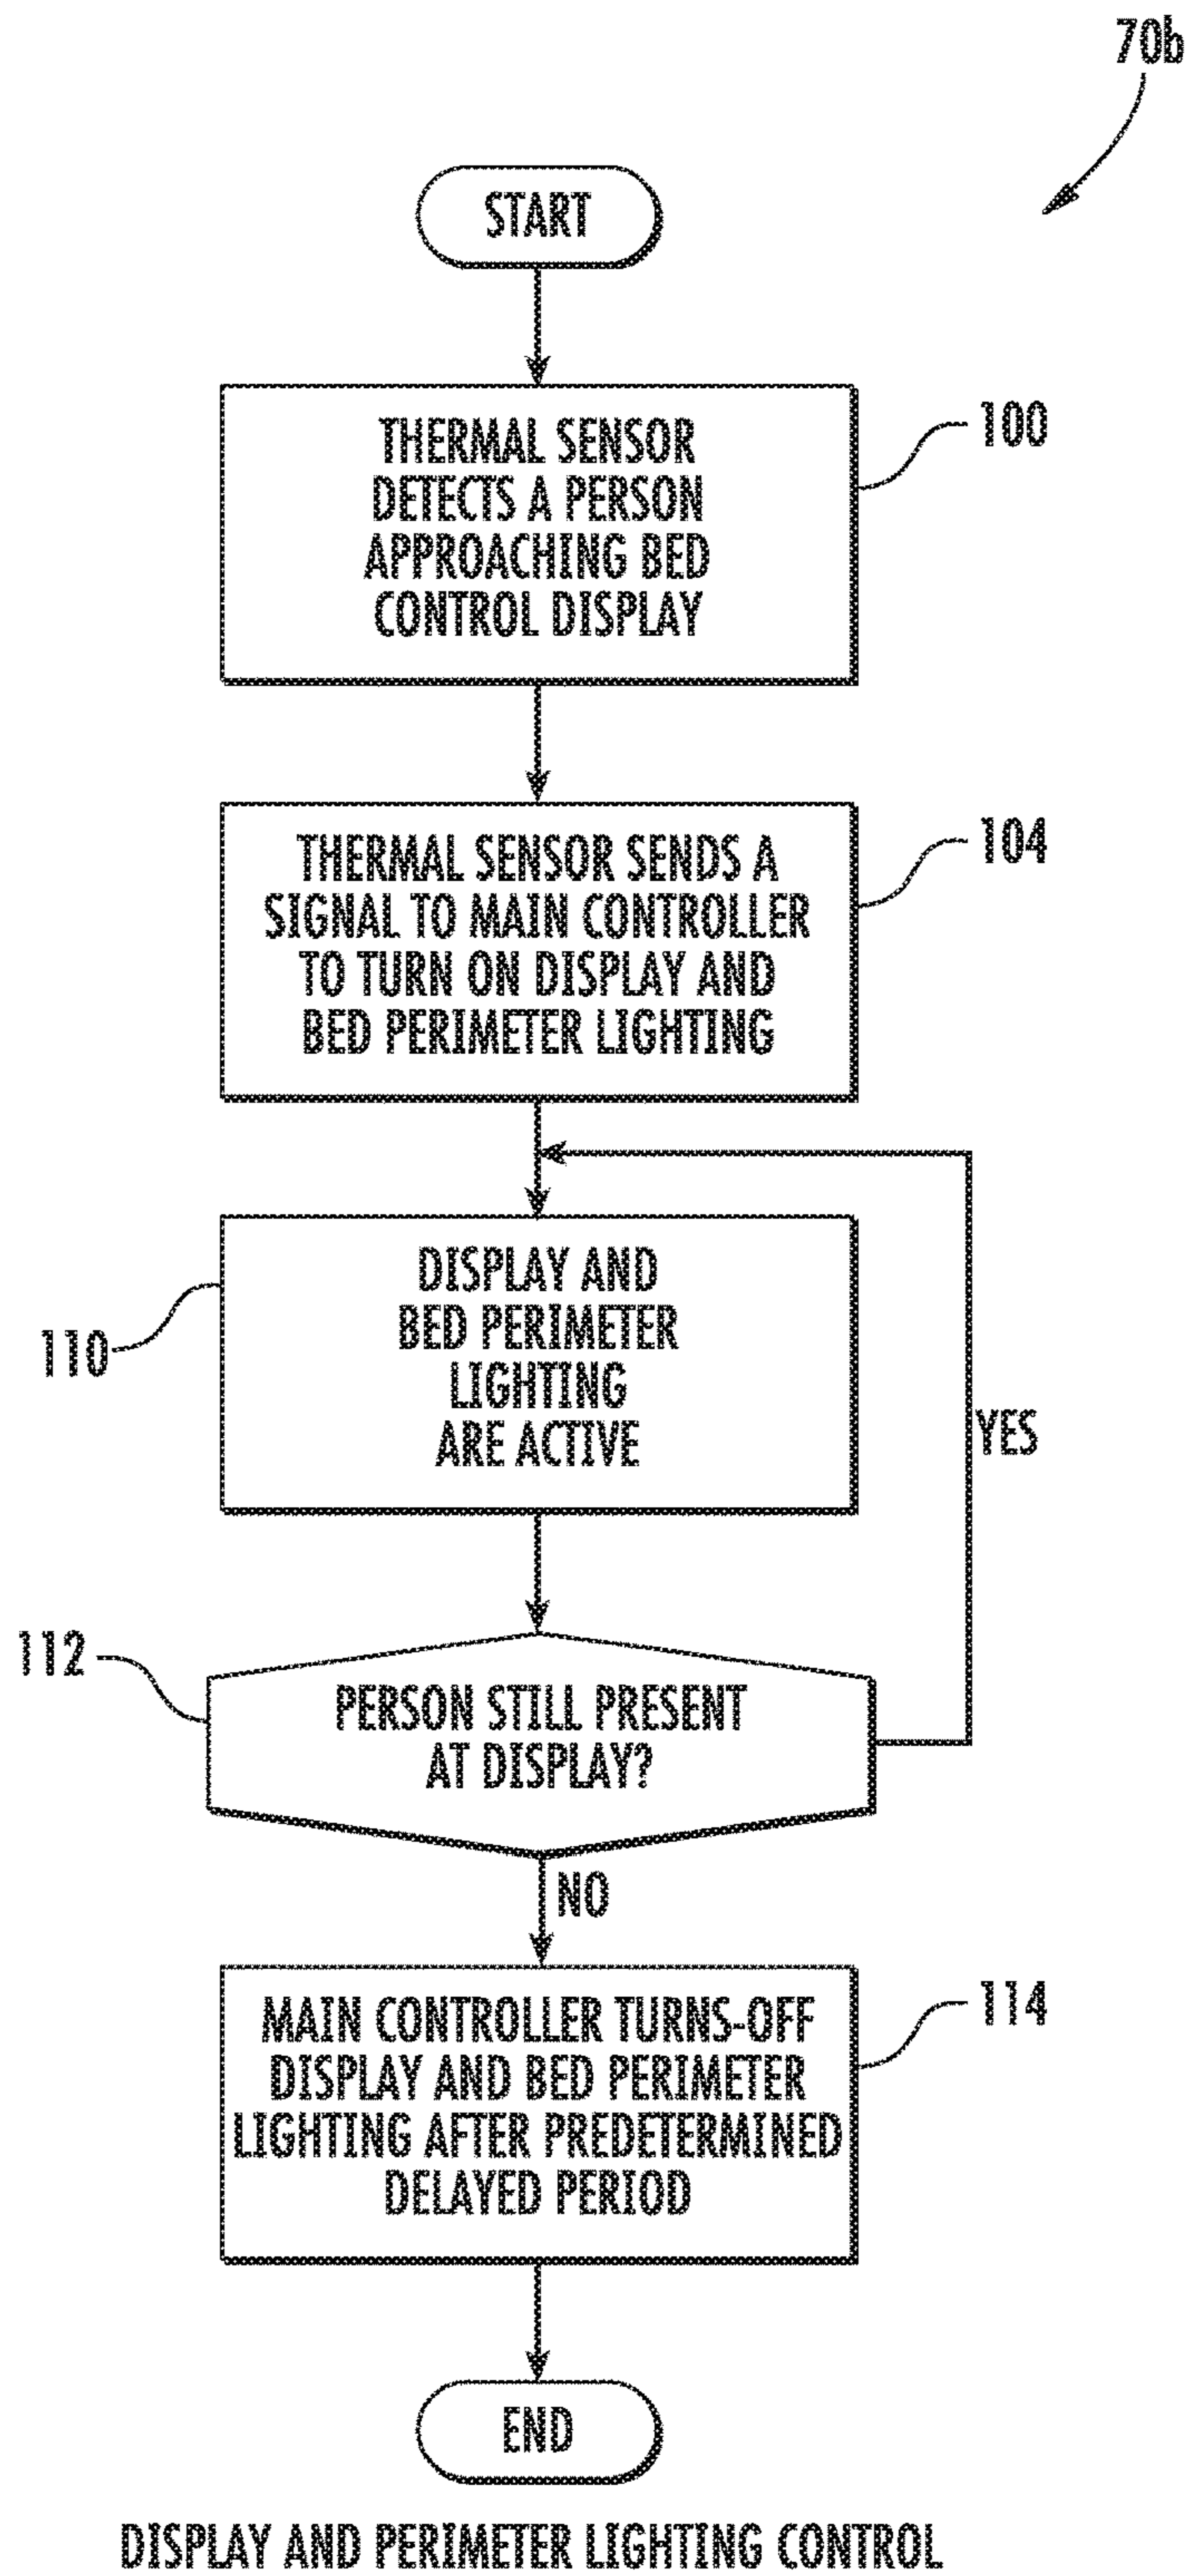 70b
START
THERMAL SENSOR
DETECTS A PERSON
APPROACHING BED
CONTROL DISPLAY
100
THERMAL SENSOR SENDS A
SIGNAL TO MAIN CONTROLLER
TO TURN ON DISPLAY AND
BED PERIMETER LIGHTING
104
DISPLAY AND
BED PERIMETER
LIGHTING
ARE ACTIVE
110
YES
112
PERSON STILL PRESENT
AT DISPLAY?
NO
MAIN CONTROLLER TURNS-OFF
DISPLAY AND BED PERIMETER
LIGHTING AFTER PREDETERMINED
DELAYED PERIOD
114
END
DISPLAY AND PERIMETER LIGHTING CONTROL